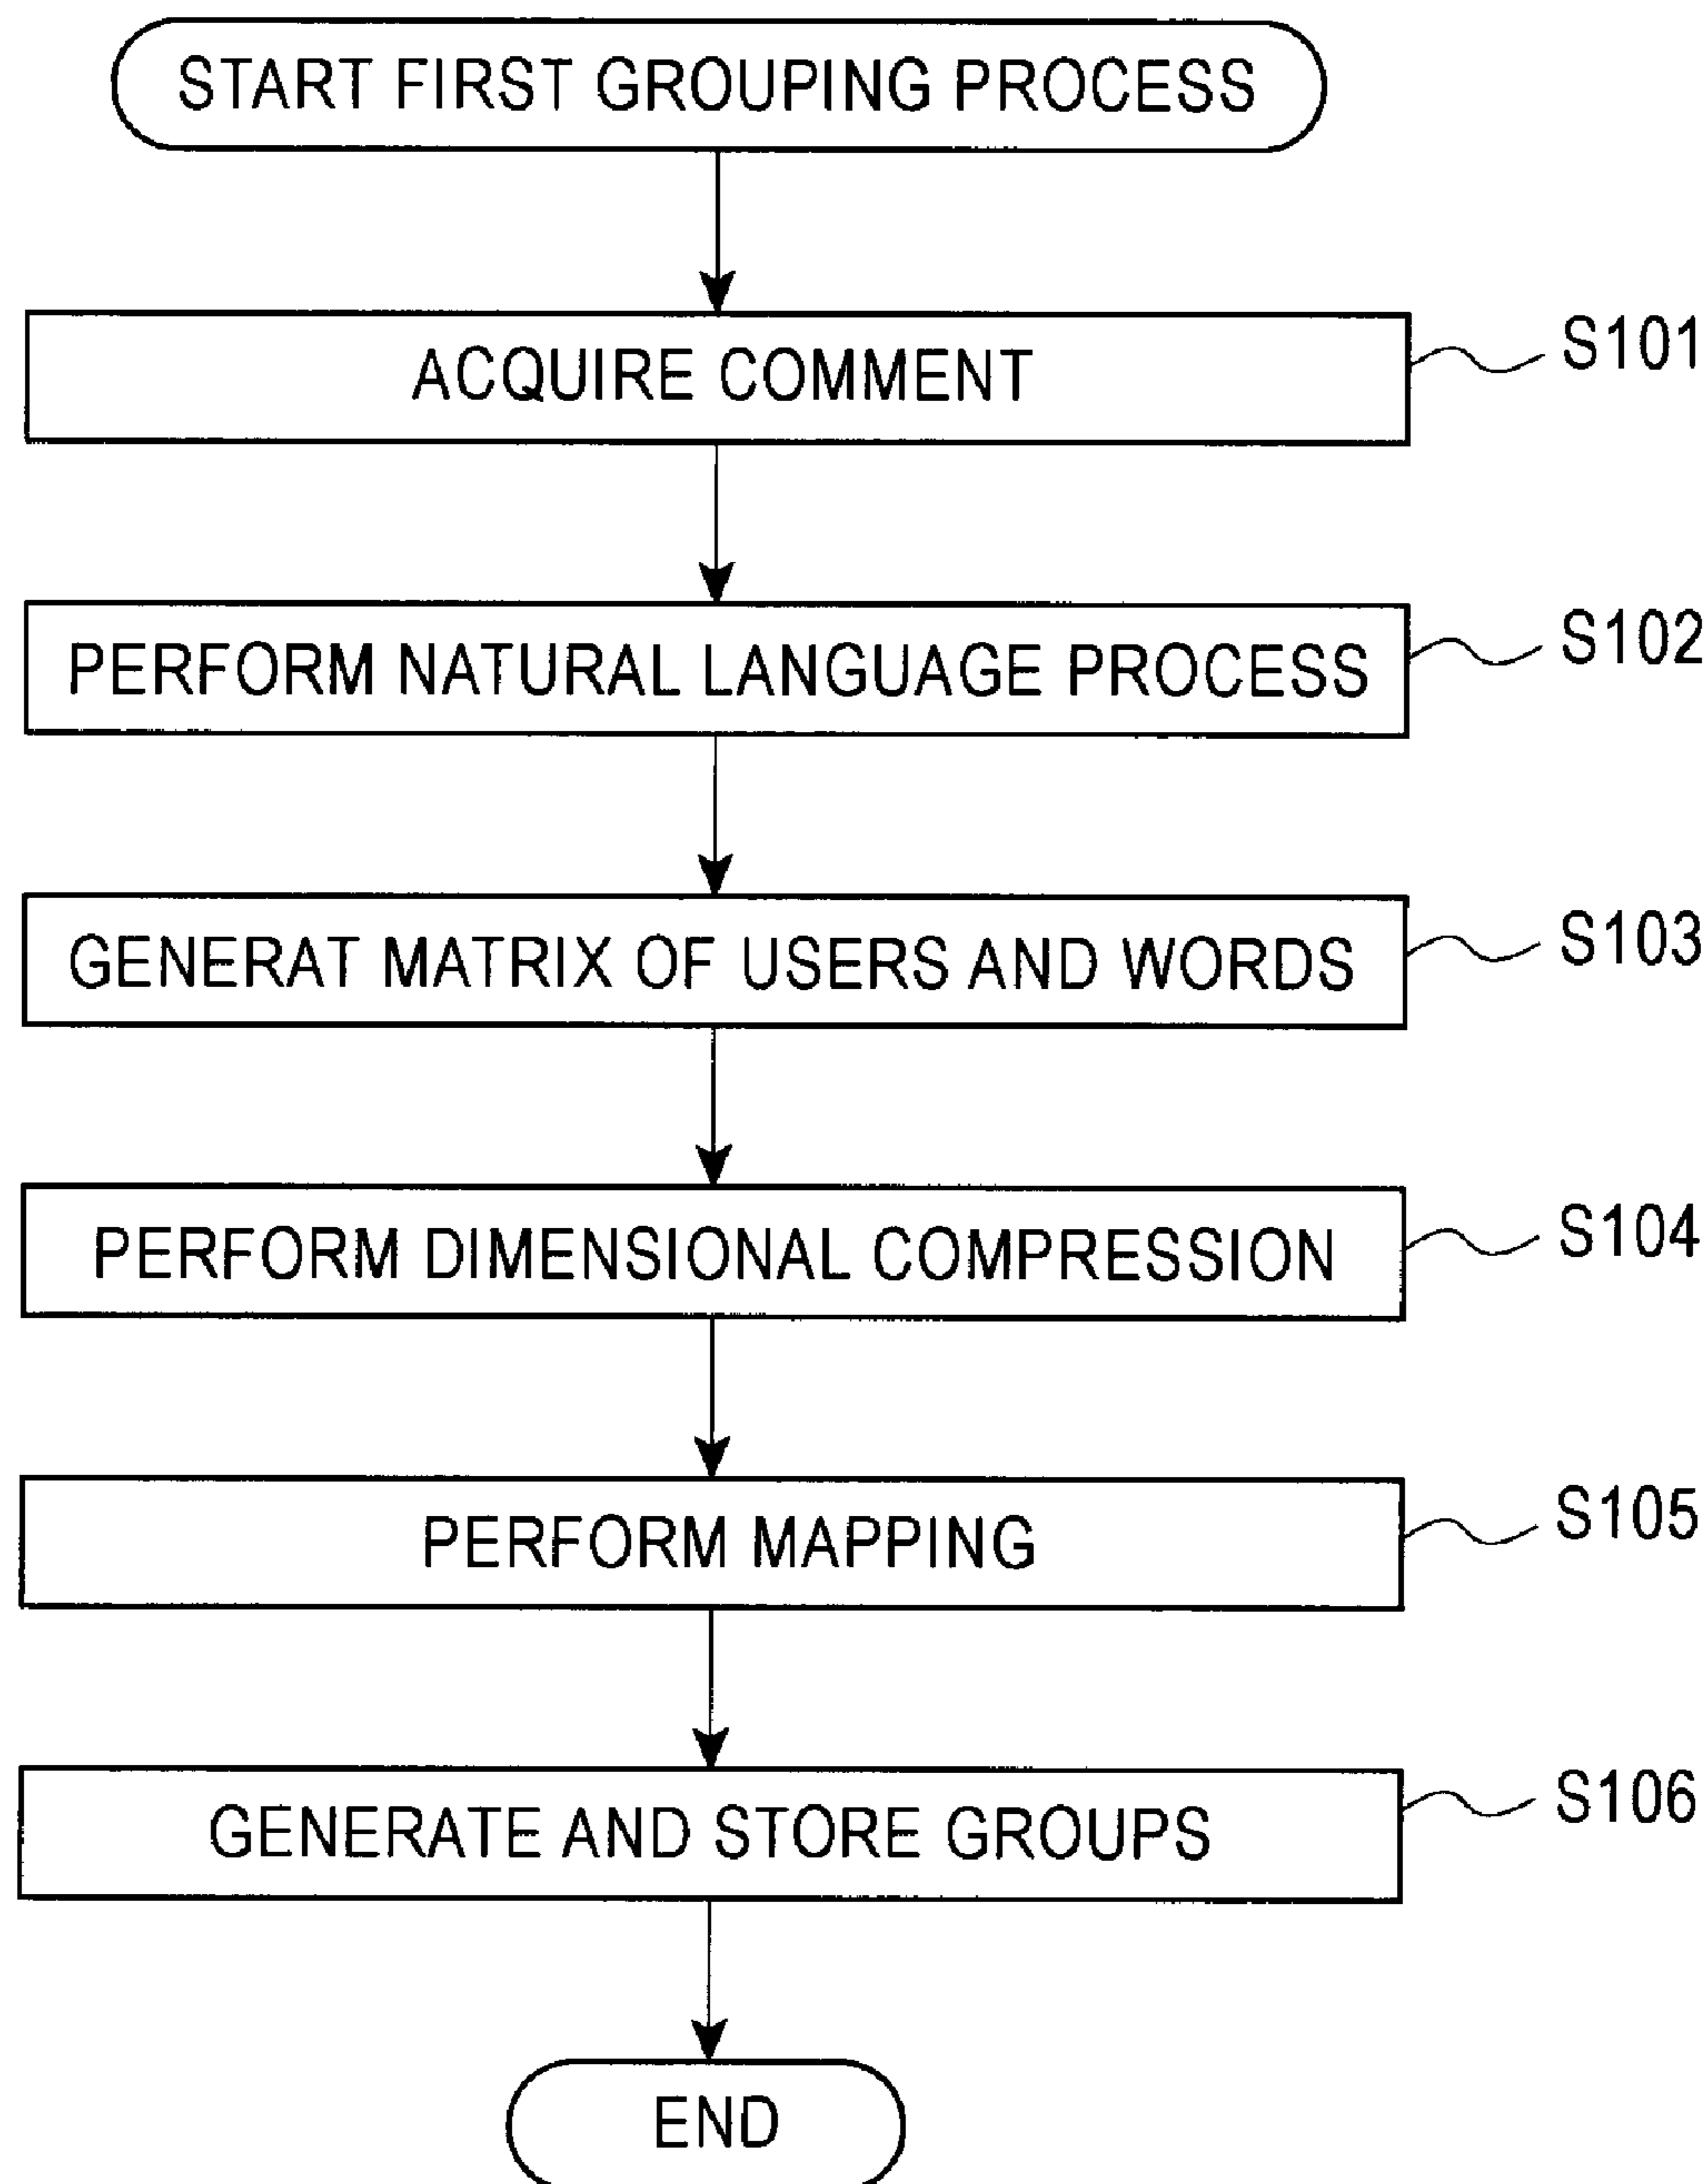 START FIRST GROUPING PROCESS
ACQUIRE COMMENT
S101
PERFORM NATURAL LANGUAGE PROCESS
S102
GENERAT MATRIX OF USERS AND WORDS
S103
PERFORM DIMENSIONAL COMPRESSION
S104
PERFORM MAPPING
S105
GENERATE AND STORE GROUPS
S106
END